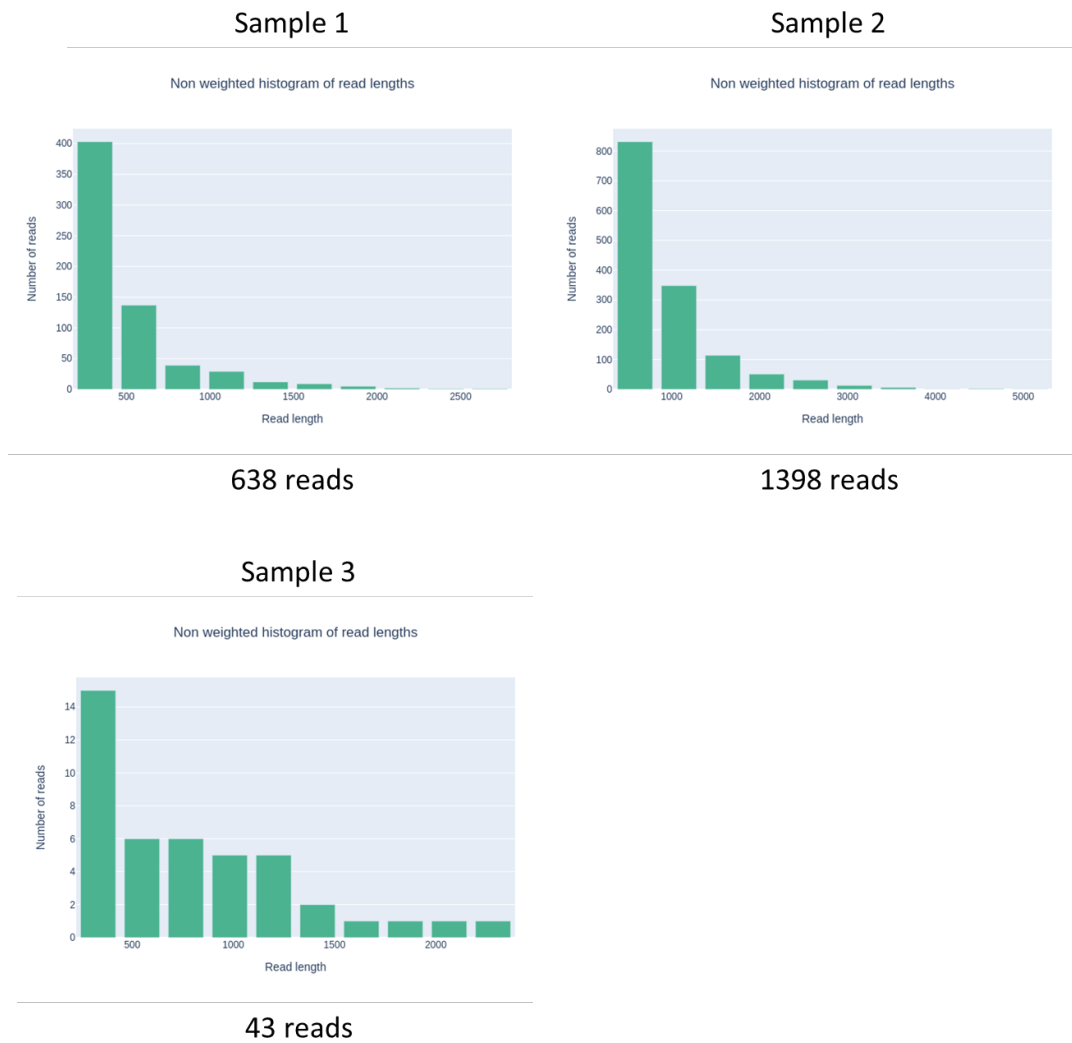 Sample 1
Non weighted histogram of read lengths
Number of reads
400
350
300
250
200
150
100
50
0
500 1000 1500 2000 2500
Read length
638 reads
Sample 2
Non weighted histogram of read lengths
Number of reads
800
700
600
500
400
300
200
100
0
1000 2000 3000 4000 5000
Read length
1398 reads
Sample 3
Non weighted histogram of read lengths
Number of reads
14
12
10
8
6
4
2
0
500 1000 1500 2000
Read length
43 reads